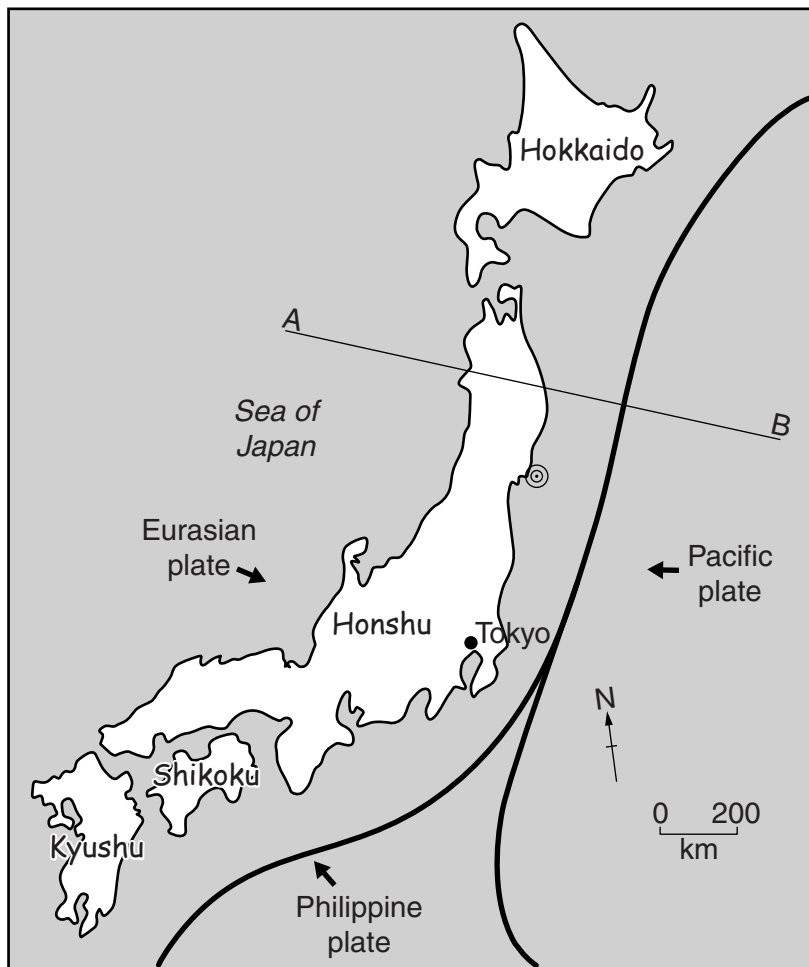 Hokkaido
A
Sea of
Japan
B
Eurasian
plate
Pacific
plate
Honshu
Tokyo
N
Shikoku
0 200
km
Kyushu
Philippine
plate